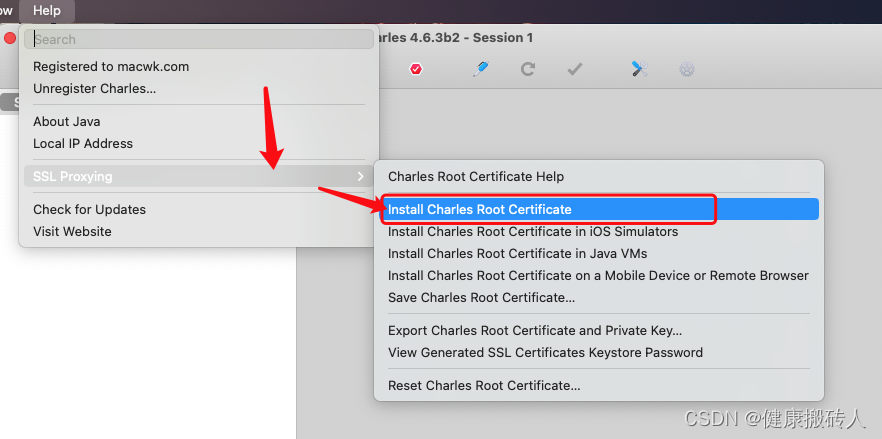 ow Help
arles 4.6.3b2 - Session 1
Search
Registered to macwk.com
Unregister Charles...
S
About Java
Local IP Address
SSL Proxying
Check for Updates
Visit Website
Charles Root Certificate Help
Install Charles Root Certificate
Install Charles Root Certificate in iOS Simulators
Install Charles Root Certificate in Java VMs
Install Charles Root Certificate on a Mobile Device or Remote Browser
Save Charles Root Certificate...
Export Charles Root Certificate and Private Key...
View Generated SSL Certificates Keystore Password
Reset Charles Root Certificate...
CSDN @健康搬砖人